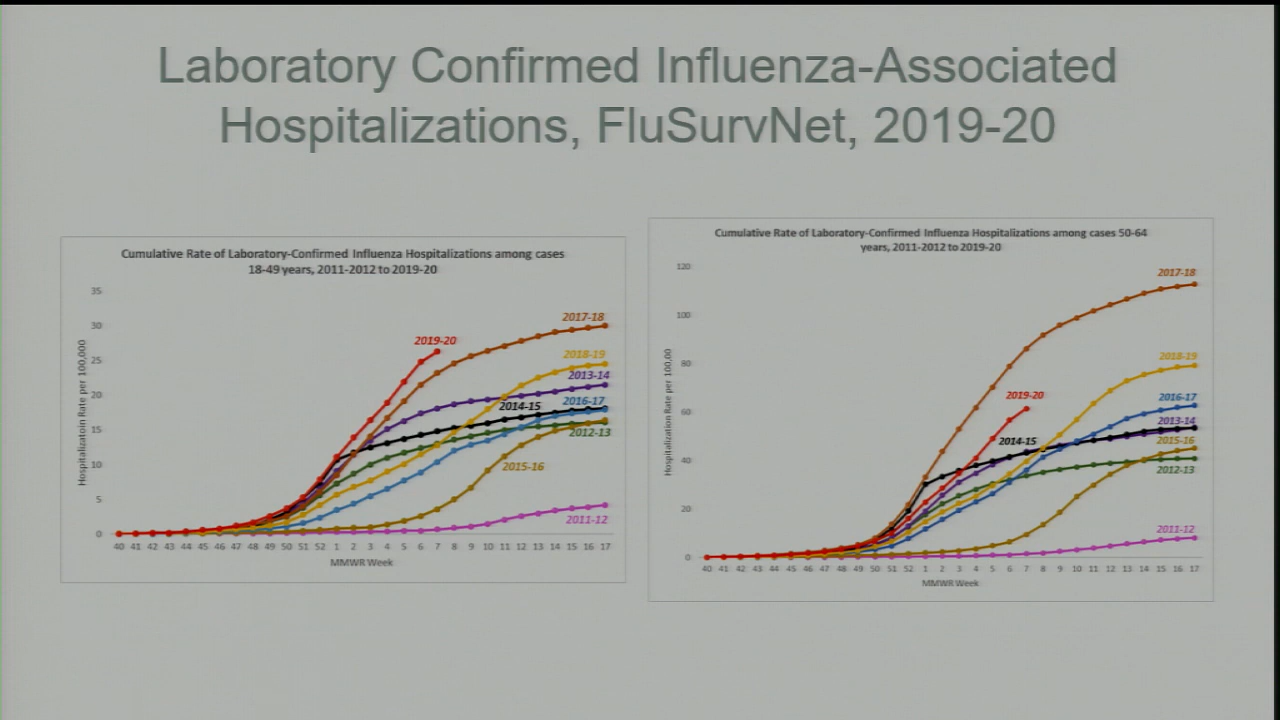 Laboratory Confirmed Influenza-Associated
Hospitalizations, FluSurvNet, 2019-20
Cumulative Rate of Laboratory-Confirmed Influenza Hospitalizations among cases
18-49 years, 2011-2012 to 2019-20
Hospitalizatoin Rate per 100,000
35
30
25
20
15
10
5
0
2017-18
2019-20
2018-19
2013-14
2016-17
2014-15
2012-13
2015-16
2011-12
40 41 42 43 44 45 46 47 48 49 50 51 52 1 2 3 4 5 6 7 8 9 10 11 12 13 14 15 16 17
MMWR Week
Cumulative Rate of Laboratory-Confirmed Influenza Hospitalizations among cases 50-64
years, 2011-2012 to 2019-20
Hospitalization Rate per 100,00
120
100
80
60
40
20
0
2017-18
2018-19
2019-20
2016-17
2013-14
2014-15
2015-16
2012-13
2011-12
40 41 42 43 44 45 46 47 48 49 50 51 52 1 2 3 4 5 6 7 8 9 10 11 12 13 14 15 16 17
MMWR Week